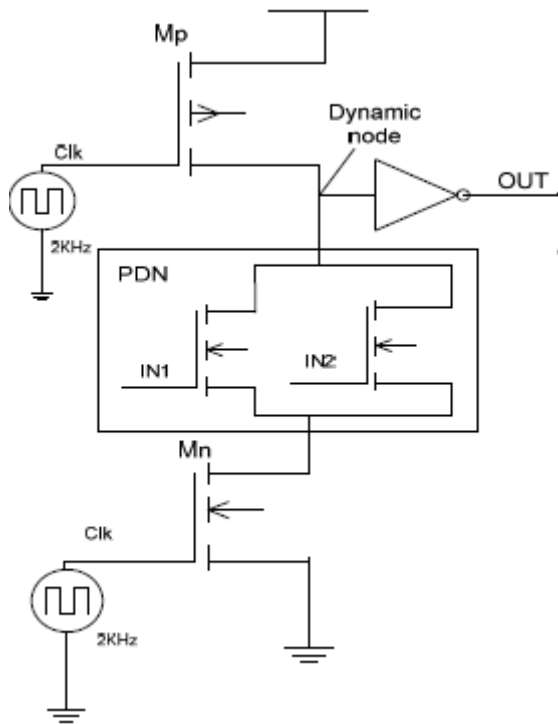 Mp
Dynamic
node
Clk
OUT
2KHz
PDN
IN1
IN2
Mn
Clk
2KHz